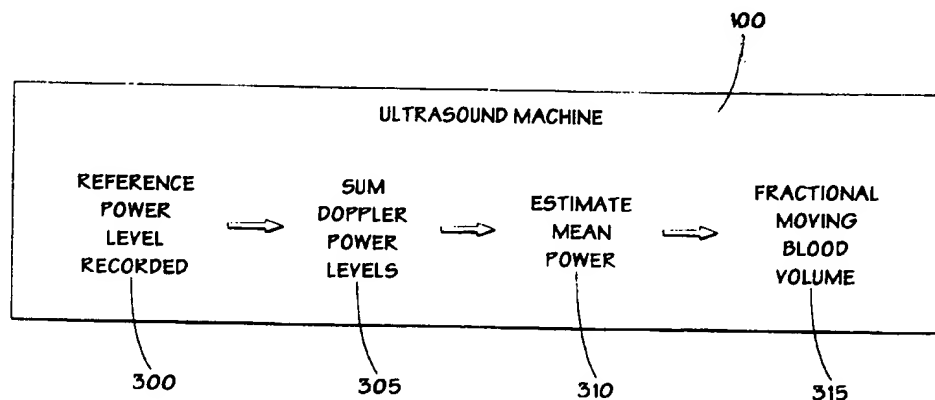 100
ULTRASOUND MACHINE
REFERENCE
POWER
LEVEL
RECORDED
SUM
DOPPLER
POWER
LEVELS
ESTIMATE
MEAN
POWER
FRACTIONAL
MOVING
BLOOD
VOLUME
300
305
310
315